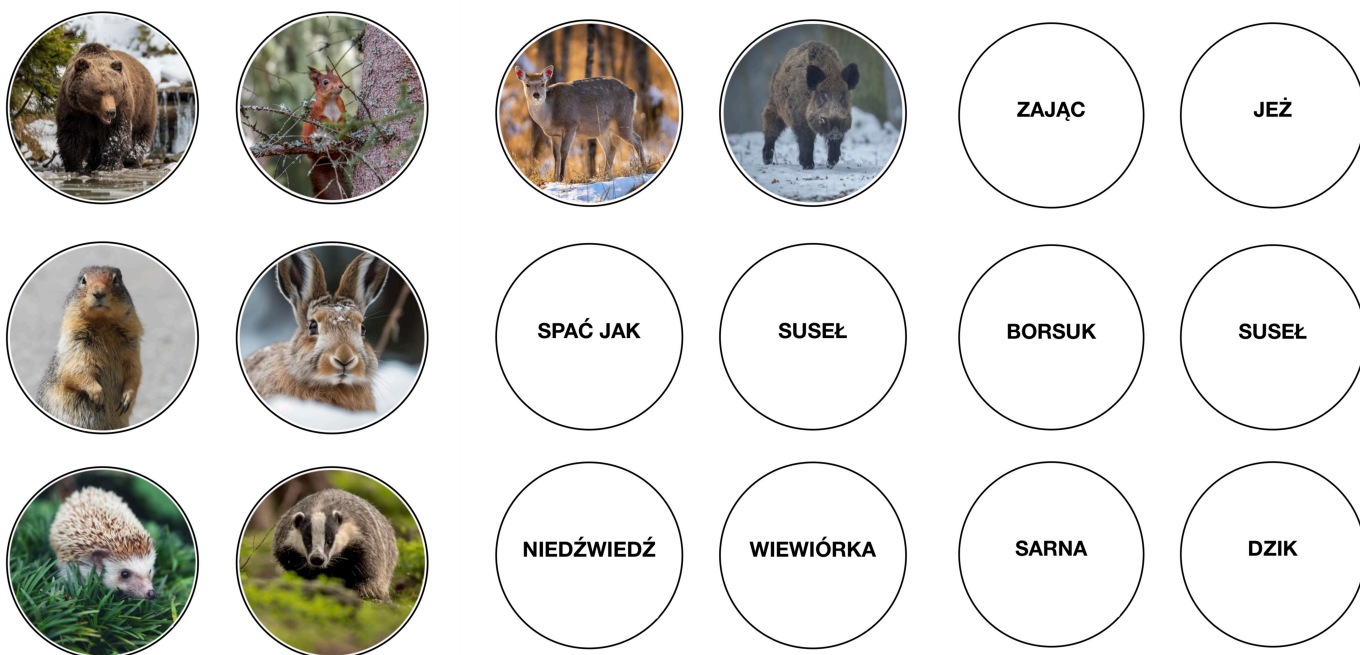 ZAJĄC
JEŻ
SPAĆ JAK
SUSEŁ
BORSUK
SUSEŁ
NIEDŹWIEDŹ
WIEWIÓRKA
SARNA
DZIK